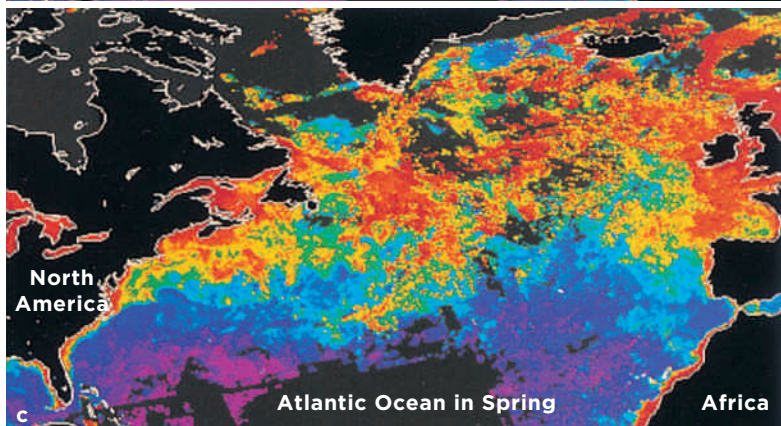 North
America
Atlantic Ocean in Spring
Africa
c